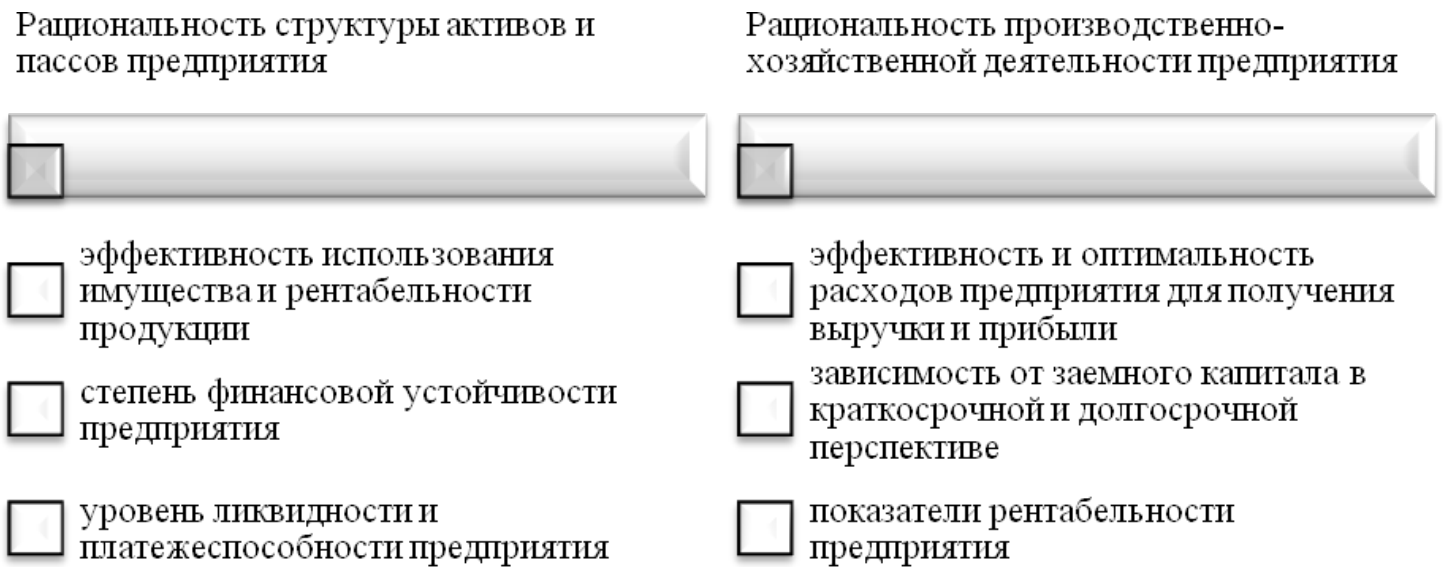 Рациональность структуры активов и
пассов предприятия
эффективность использования
имущества и рентабельности
продукции
степень финансовой устойчивости
предприятия
уровень ликвидности и
платежеспособности предприятия
Рациональность производственно-
хозяйственной деятельности предприятия
эффективность и оптимальность
расходов предприятия для получения
выручки и прибыли
зависимость от заемного капитала в
краткосрочной и долгосрочной
перспективе
показатели рентабельности
предприятия